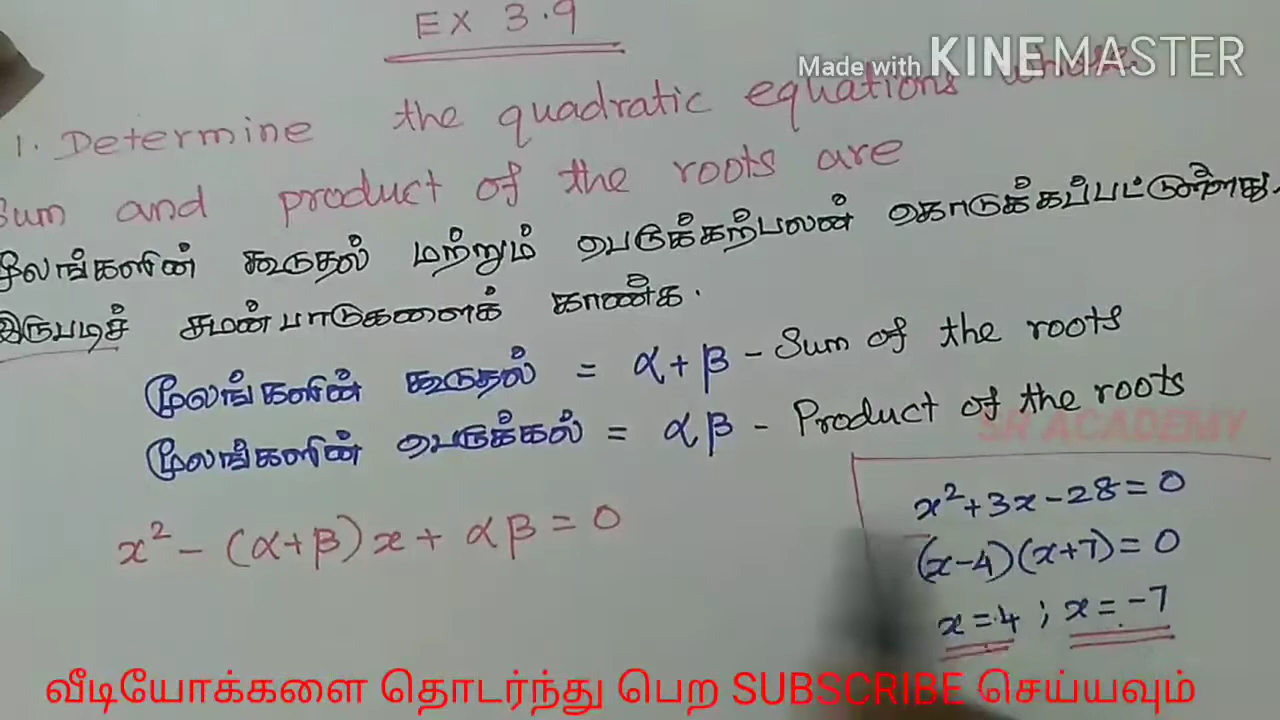 EX 3.9
Made with KINEMASTER
1. Determine the quadratic equations whose
Sum and product of the roots are
மூலங்களின் கூடுதல் மற்றும் பெருக்கற்பலன் கொடுக்கப்பட்டுள்ளது.
இருபடிச் சமன்பாடுகளைக் காண்க.
மூலங்களின் கூடுதல் = α + β - Sum of the roots
மூலங்களின் பெருக்கல் = αβ - Product of the roots
SR ACADEMY
x² - (α+β)x + αβ = 0
x² + 3x - 28 = 0
(x-4)(x+7) = 0
x = 4 ; x = -7
வீடியோக்களை தொடர்ந்து பெற SUBSCRIBE செய்யவும்